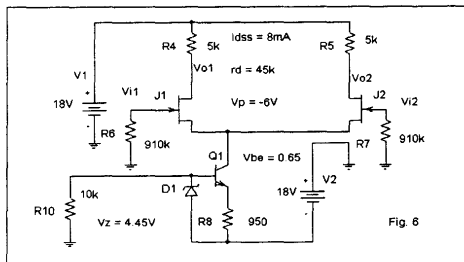 R4
5k
Idss = 8mA
R5
5k
Vo1
Vo2
V1
rd = 45k
+
Vi1
J1
J2
Vi2
18V
Vp = -6V
R6
910k
R7
910k
Q1
Vbe = 0.65
V2
+
10k
D1
18V
R10
Vz = 4.45V
R8
950
Fig. 6